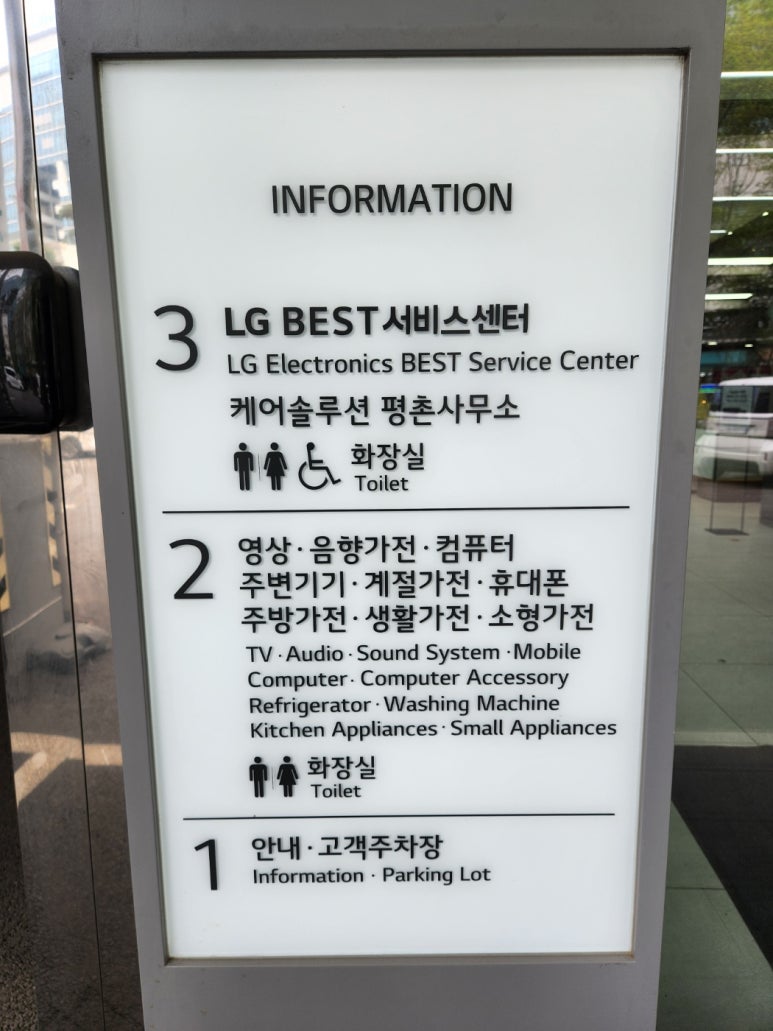 INFORMATION
3
LG BEST서비스센터
LG Electronics BEST Service Center
케어솔루션 평촌사무소
화장실
Toilet
2
영상·음향가전·컴퓨터
주변기기·계절가전·휴대폰
주방가전·생활가전·소형가전
TV·Audio·Sound System·Mobile
Computer·Computer Accessory
Refrigerator·Washing Machine
Kitchen Appliances·Small Appliances
화장실
Toilet
1
안내·고객주차장
Information·Parking Lot